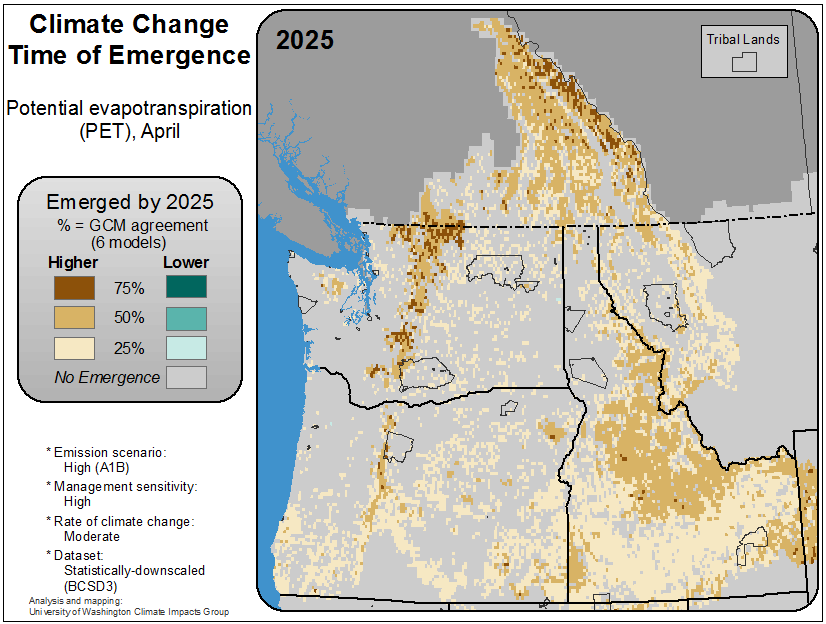 Climate Change
Time of Emergence
Potential evapotranspiration
(PET), April
Emerged by 2025
% = GCM agreement
(6 models)
Higher Lower
75%
50%
25%
No Emergence
* Emission scenario:
High (A1B)
* Management sensitivity:
High
* Rate of climate change:
Moderate
* Dataset:
Statistically-downscaled
(BCSD3)
Analysis and mapping:
University of Washington Climate Impacts Group
2025
Tribal Lands